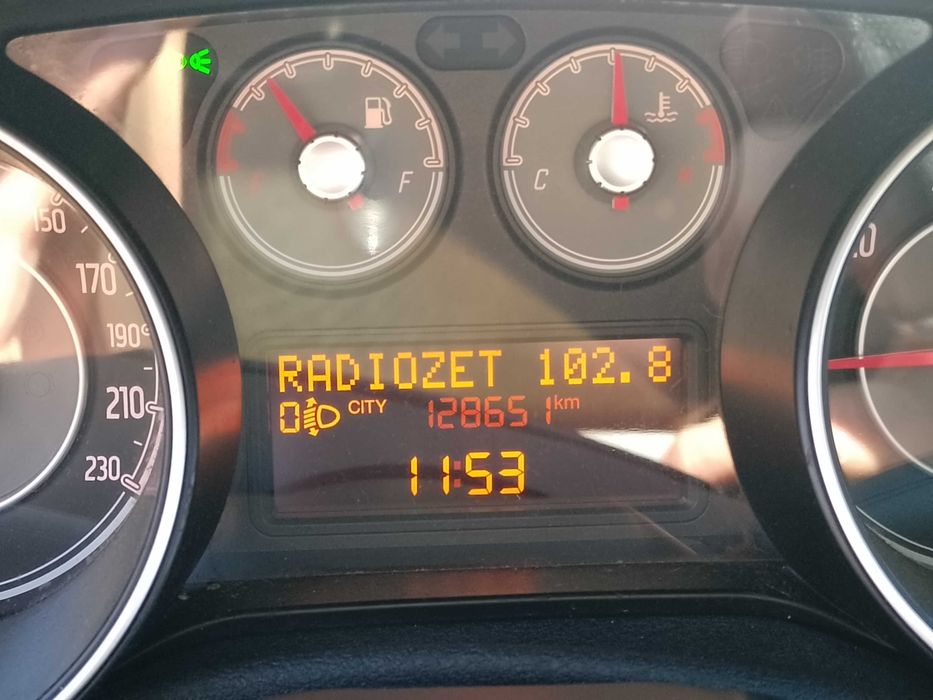 F
C
H
150
170
190
210
230
RADIOZET 102.8
0 CITY 128651 km
11:53